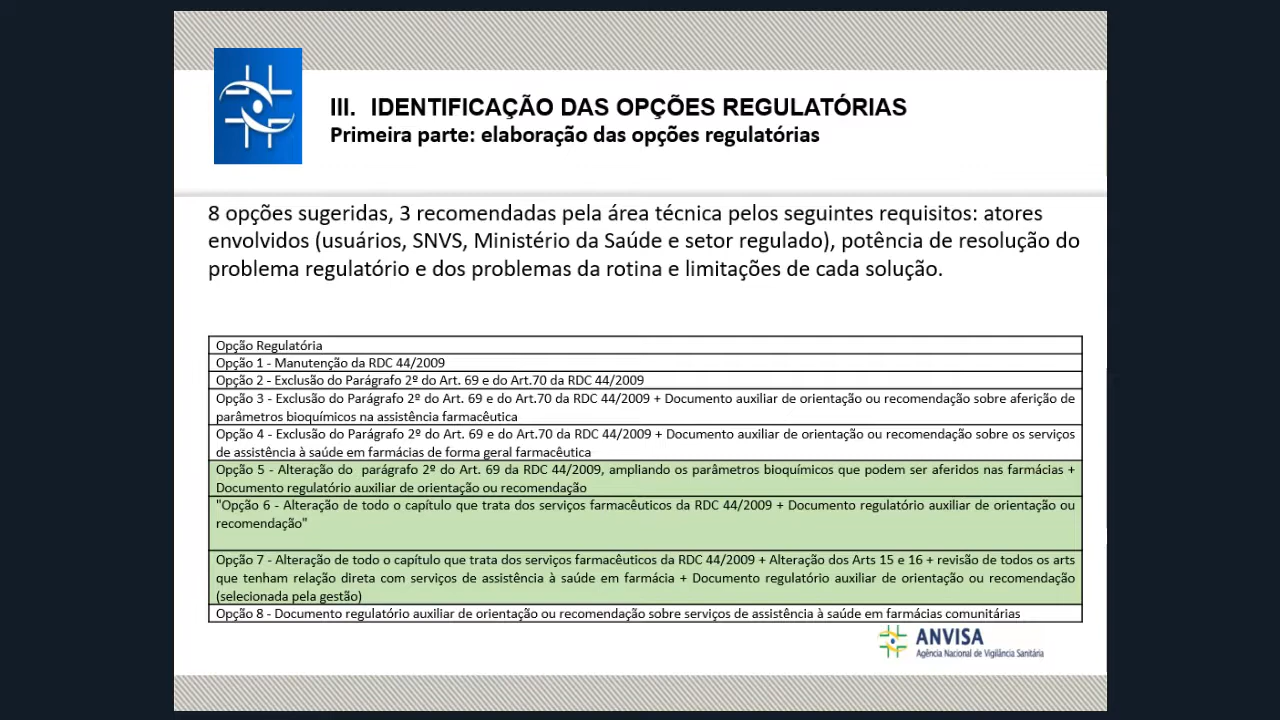 III. IDENTIFICAÇÃO DAS OPÇÕES REGULATÓRIAS
Primeira parte: elaboração das opções regulatórias
8 opções sugeridas, 3 recomendadas pela área técnica pelos seguintes requisitos: atores
envolvidos (usuários, SNVS, Ministério da Saúde e setor regulado), potência de resolução do
problema regulatório e dos problemas da rotina e limitações de cada solução.
Opção Regulatória
Opção 1 - Manutenção da RDC 44/2009
Opção 2 - Exclusão do Parágrafo 2º do Art. 69 e do Art.70 da RDC 44/2009
Opção 3 - Exclusão do Parágrafo 2º do Art. 69 e do Art.70 da RDC 44/2009 + Documento auxiliar de orientação ou recomendação sobre aferição de
parâmetros bioquímicos na assistência farmacêutica
Opção 4 - Exclusão do Parágrafo 2º do Art. 69 e do Art.70 da RDC 44/2009 + Documento auxiliar de orientação ou recomendação sobre os serviços
de assistência à saúde em farmácias de forma geral farmacêutica
Opção 5 - Alteração do parágrafo 2º do Art. 69 da RDC 44/2009, ampliando os parâmetros bioquímicos que podem ser aferidos nas farmácias +
Documento regulatório auxiliar de orientação ou recomendação
"Opção 6 - Alteração de todo o capítulo que trata dos serviços farmacêuticos da RDC 44/2009 + Documento regulatório auxiliar de orientação ou
recomendação"
Opção 7 - Alteração de todo o capítulo que trata dos serviços farmacêuticos da RDC 44/2009 + Alteração dos Arts 15 e 16 + revisão de todos os arts
que tenham relação direta com serviços de assistência à saúde em farmácia + Documento regulatório auxiliar de orientação ou recomendação
(selecionada pela gestão)
Opção 8 - Documento regulatório auxiliar de orientação ou recomendação sobre serviços de assistência à saúde em farmácias comunitárias
ANVISA
Agência Nacional de Vigilância Sanitária